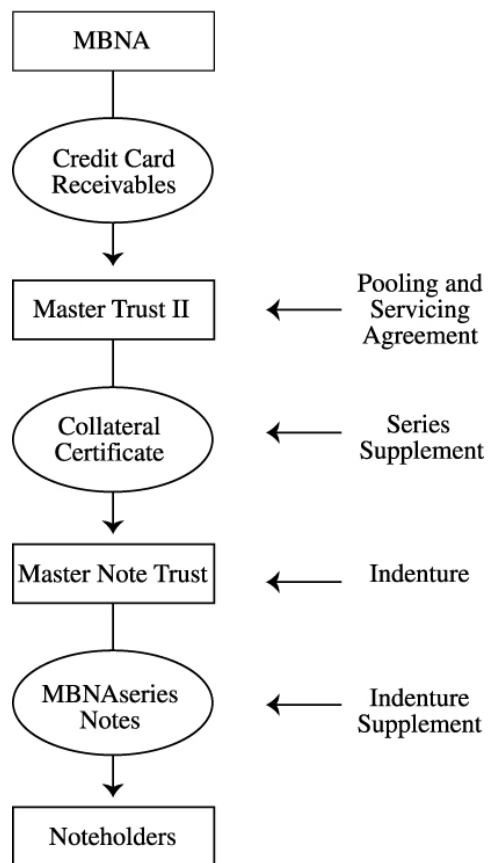 MBNA
Credit Card
Receivables
Master Trust II
Pooling and
Servicing
Agreement
Collateral
Certificate
Series
Supplement
Master Note Trust
Indenture
MBNAseries
Notes
Indenture
Supplement
Noteholders